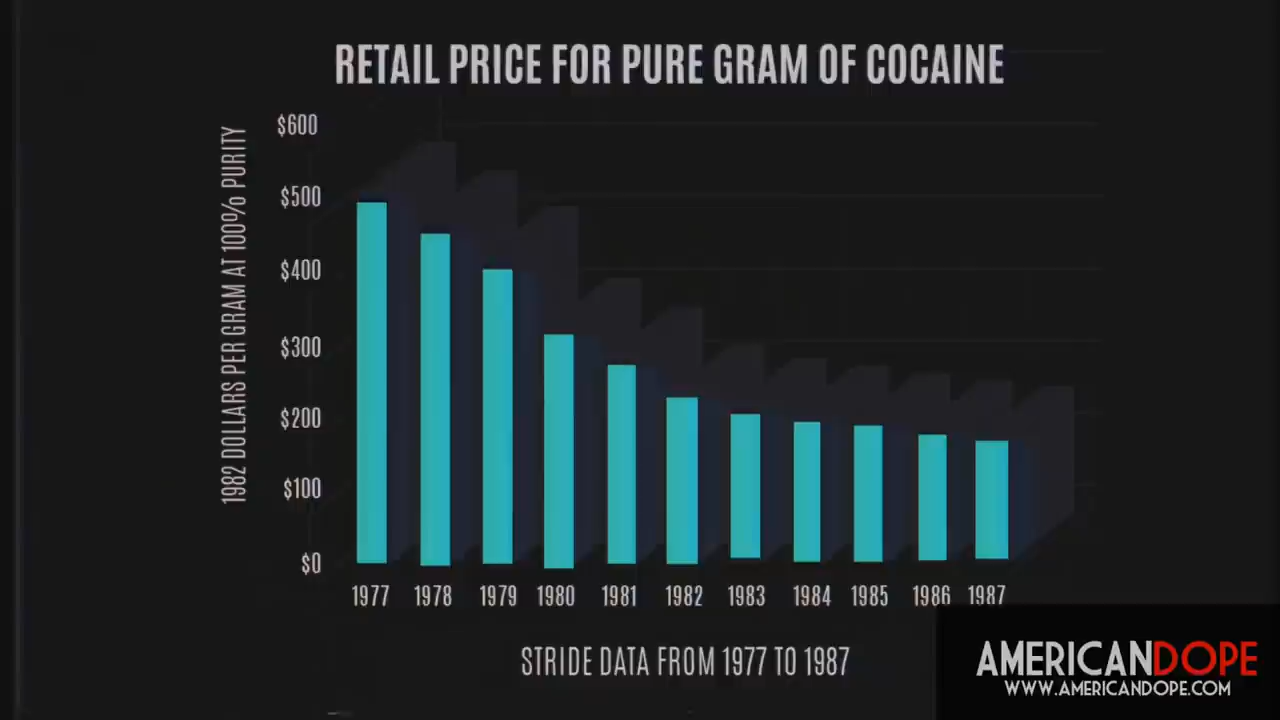 RETAIL PRICE FOR PURE GRAM OF COCAINE
1982 DOLLARS PER GRAM AT 100% PURITY
$600
$500
$400
$300
$200
$100
$0
1977 1978 1979 1980 1981 1982 1983 1984 1985 1986 1987
STRIDE DATA FROM 1977 TO 1987
AMERICANDOPE
WWW.AMERICANDOPE.COM